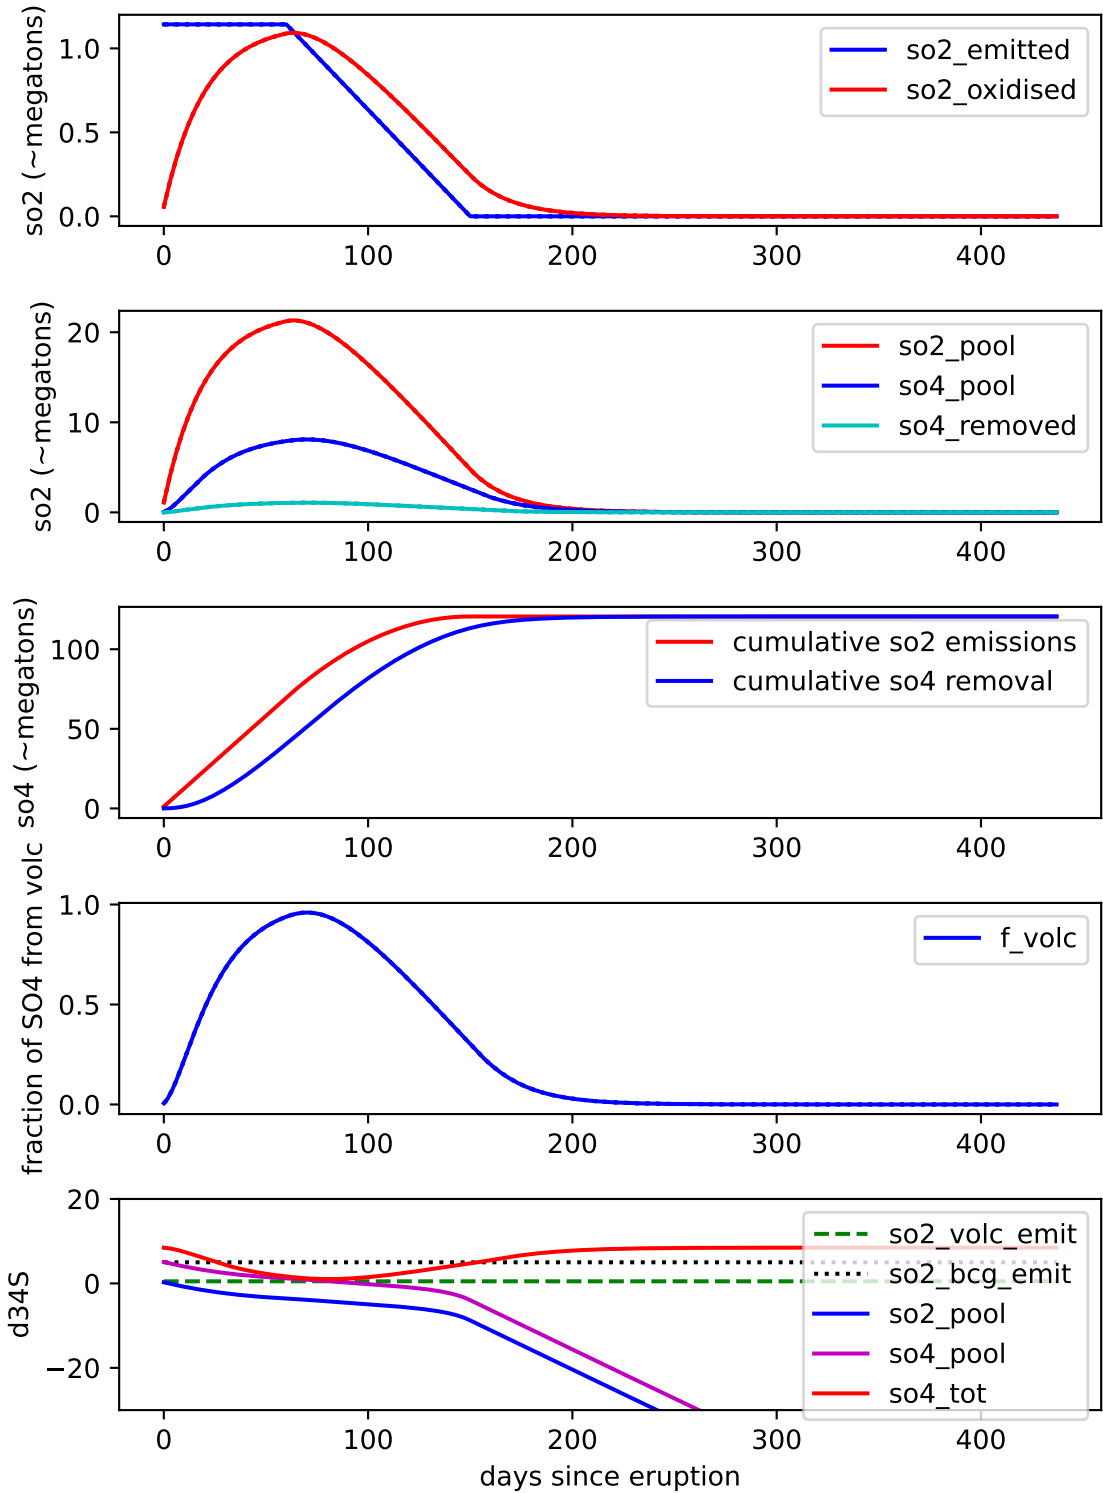 so2 (~megatons)
1.0
0.5
0.0
so2_emitted
so2_oxidised
0 100 200 300 400
so2 (~megatons)
20
10
0
so2_pool
so4_pool
so4_removed
0 100 200 300 400
so4 (~megatons)
100
50
0
cumulative so2 emissions
cumulative so4 removal
0 100 200 300 400
fraction of SO4 from volc
1.0
0.5
0.0
f_volc
0 100 200 300 400
d34S
20
0
−20
so2_volc_emit
so2_bcg_emit
so2_pool
so4_pool
so4_tot
0 100 200 300 400
days since eruption